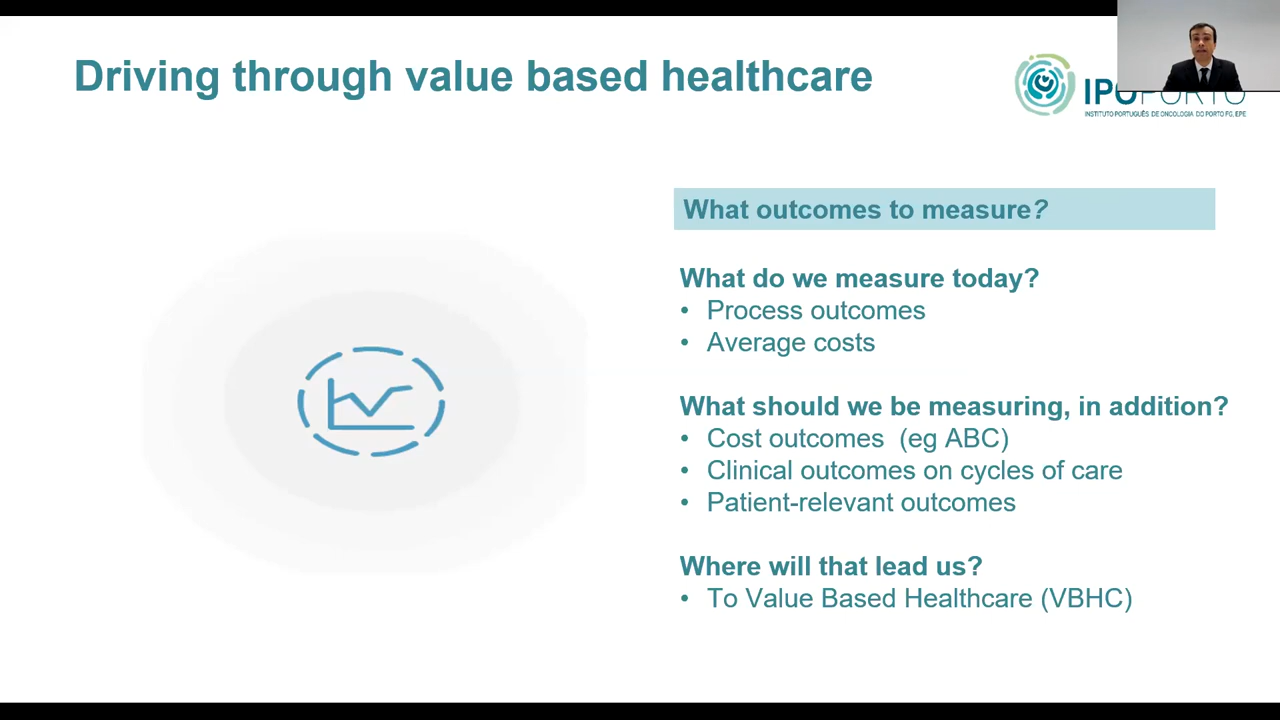 Driving through value based healthcare
IPOPORTO
INSTITUTO PORTUGUÊS DE ONCOLOGIA DO PORTO FG, EPE
What outcomes to measure?
What do we measure today?
• Process outcomes
• Average costs
What should we be measuring, in addition?
• Cost outcomes (eg ABC)
• Clinical outcomes on cycles of care
• Patient-relevant outcomes
Where will that lead us?
• To Value Based Healthcare (VBHC)